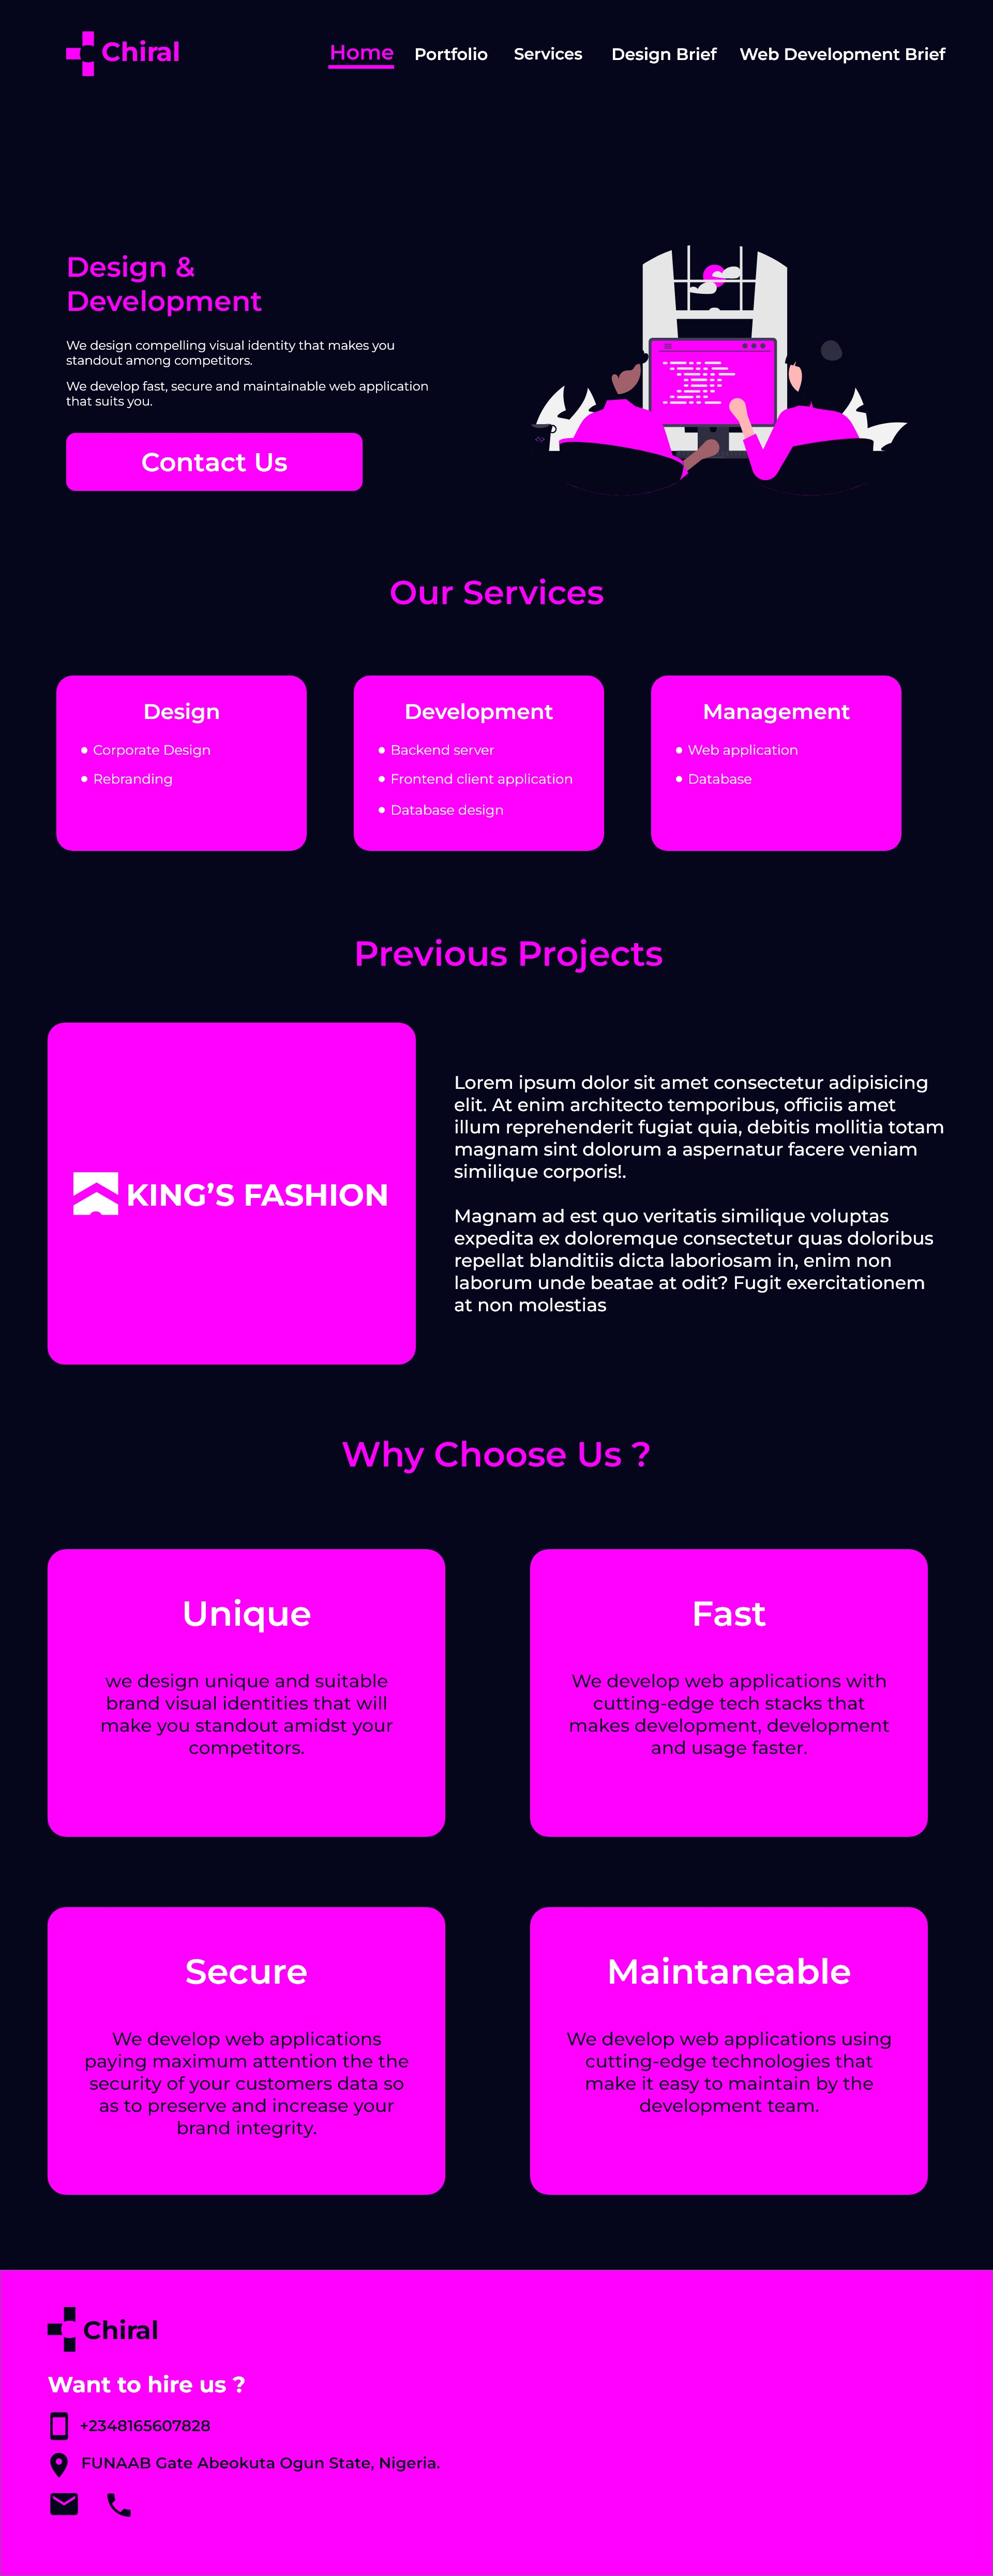 Chiral
Home Portfolio Services Design Brief Web Development Brief
Design &
Development
We design compelling visual identity that makes you
standout among competitors.
We develop fast, secure and maintainable web application
that suits you.
Contact Us
Our Services
Design
Corporate Design
Rebranding
Development
Backend server
Frontend client application
Database design
Management
Web application
Database
Previous Projects
KING'S FASHION
Lorem ipsum dolor sit amet consectetur adipisicing
elit. At enim architecto temporibus, officiis amet
illum reprehenderit fugiat quia, debitis mollitia totam
magnam sint dolorum a aspernatur facere veniam
similique corporis!.
Magnam ad est quo veritatis similique voluptas
expedita ex doloremque consectetur quas doloribus
repellat blanditiis dicta laboriosam in, enim non
laborum unde beatae at odit? Fugit exercitationem
at non molestias
Why Choose Us ?
Unique
we design unique and suitable
brand visual identities that will
make you standout amidst your
competitors.
Fast
We develop web applications with
cutting-edge tech stacks that
makes development, development
and usage faster.
Secure
We develop web applications
paying maximum attention the the
security of your customers data so
as to preserve and increase your
brand integrity.
Maintaneable
We develop web applications using
cutting-edge technologies that
make it easy to maintain by the
development team.
Chiral
Want to hire us ?
+2348165607828
FUNAAB Gate Abeokuta Ogun State, Nigeria.